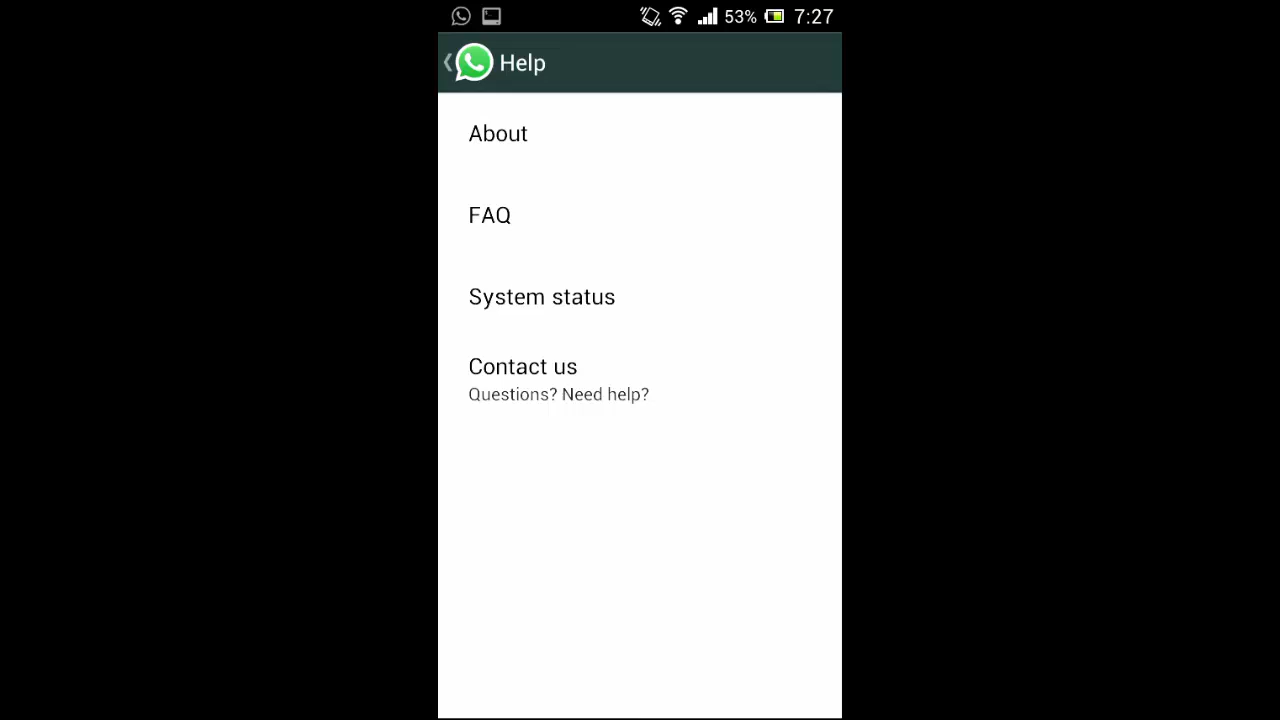 53% 7:27
Help
About
FAQ
System status
Contact us
Questions? Need help?